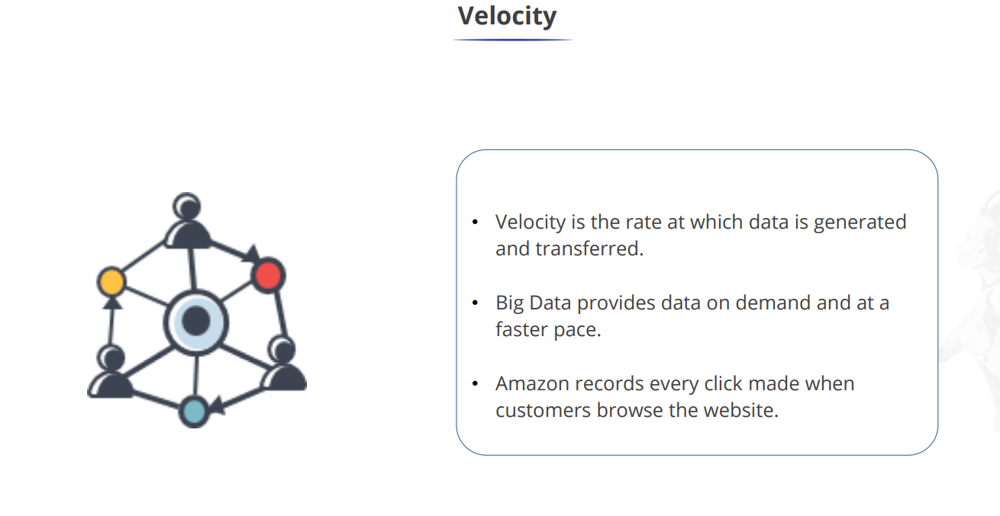 Velocity
• Velocity is the rate at which data is generated
and transferred.
• Big Data provides data on demand and at a
faster pace.
• Amazon records every click made when
customers browse the website.